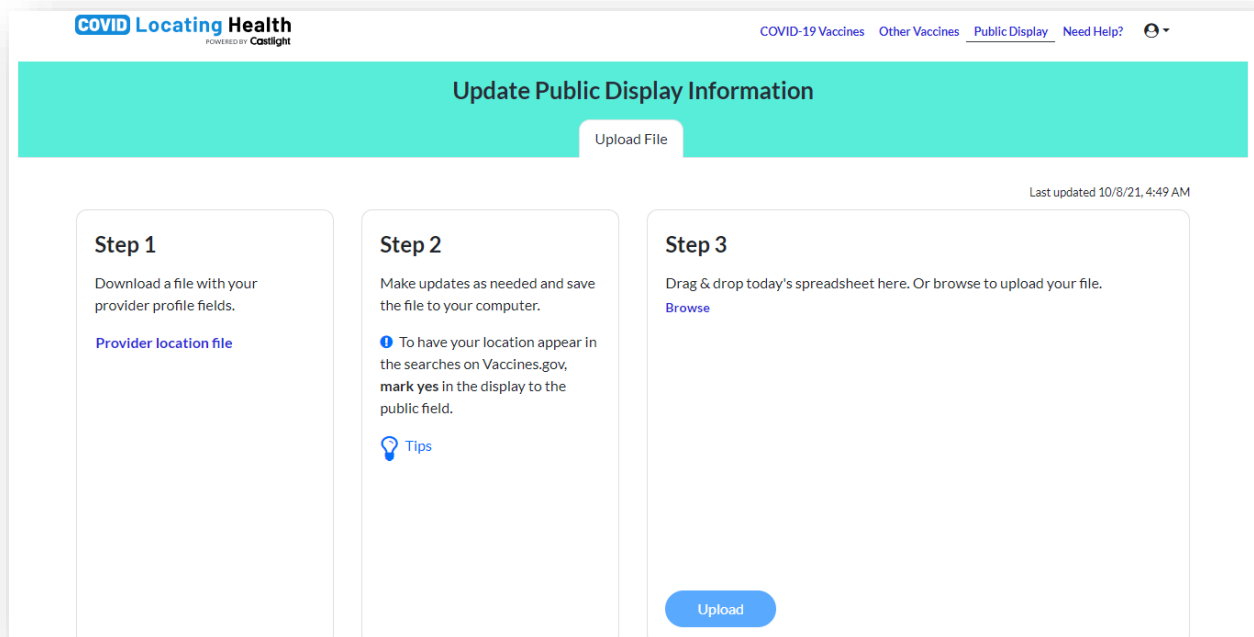 COVID Locating Health
POWERED BY Castlight
COVID-19 Vaccines Other Vaccines Public Display Need Help?
Update Public Display Information
Upload File
Last updated 10/8/21, 4:49 AM
Step 1
Download a file with your
provider profile fields.
Provider location file
Step 2
Make updates as needed and save
the file to your computer.
To have your location appear in
the searches on Vaccines.gov,
mark yes in the display to the
public field.
Tips
Step 3
Drag & drop today's spreadsheet here. Or browse to upload your file.
Browse
Upload